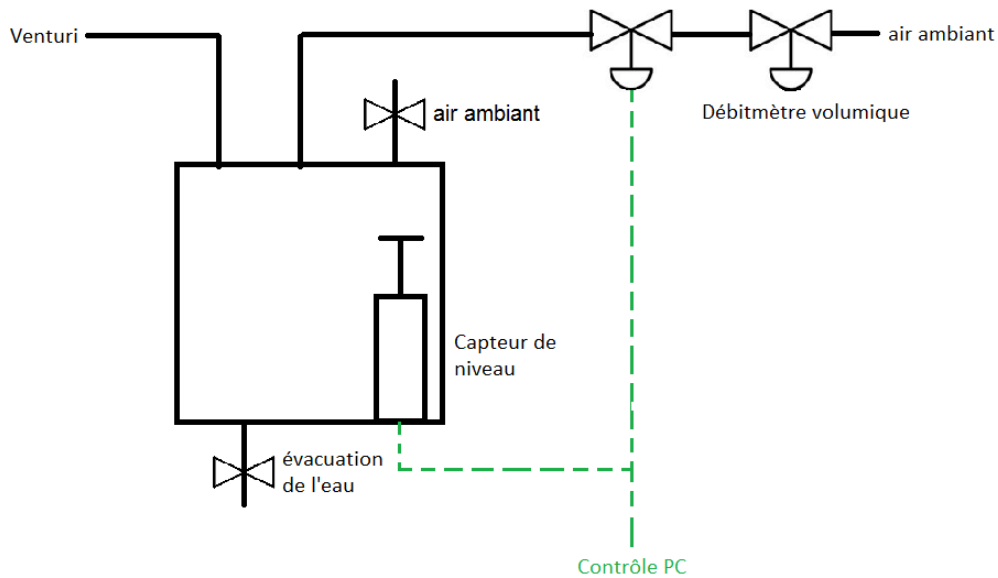 Venturi
air ambiant
air ambiant
Débitmètre volumique
Capteur de
niveau
évacuation
de l'eau
Contrôle PC